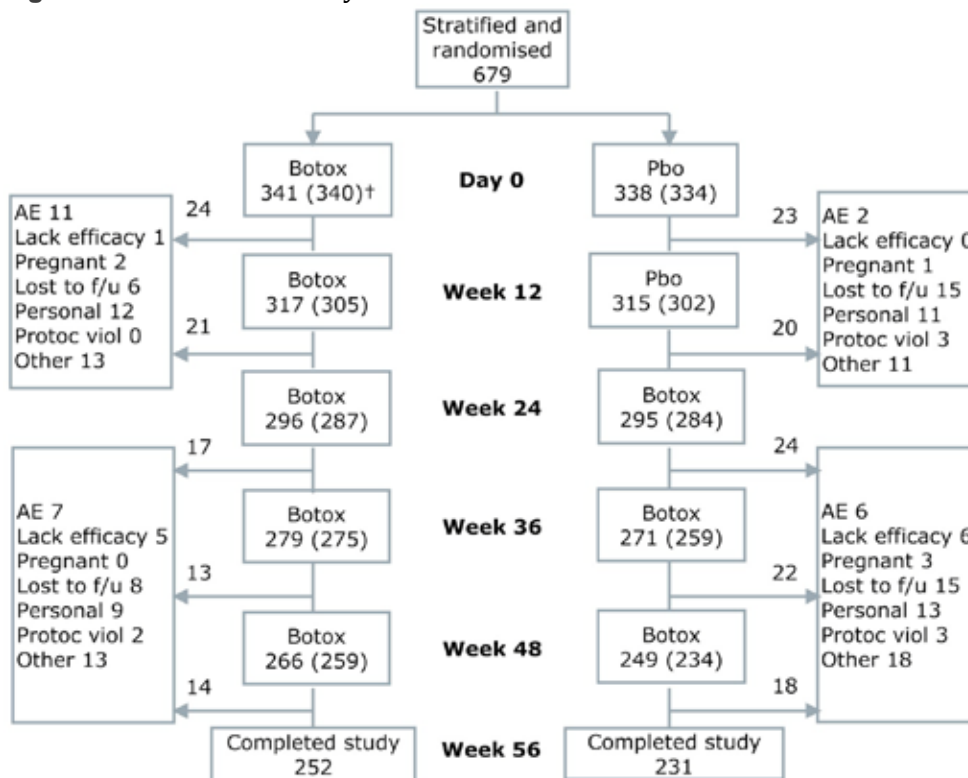 Stratified and
randomised
679
Botox
341 (340)†
Day 0
Pbo
338 (334)
24
23
AE 11
Lack efficacy 1
Pregnant 2
Lost to f/u 6
Personal 12
Protoc viol 0
Other 13
AE 2
Lack efficacy 0
Pregnant 1
Lost to f/u 15
Personal 11
Protoc viol 3
Other 11
Botox
317 (305)
Week 12
Pbo
315 (302)
21
20
Botox
296 (287)
Week 24
Botox
295 (284)
17
24
AE 7
Lack efficacy 5
Pregnant 0
Lost to f/u 8
Personal 9
Protoc viol 2
Other 13
AE 6
Lack efficacy 6
Pregnant 3
Lost to f/u 15
Personal 13
Protoc viol 3
Other 18
Botox
279 (275)
Week 36
Botox
271 (259)
13
22
Botox
266 (259)
Week 48
Botox
249 (234)
14
18
Completed study
252
Week 56
Completed study
231